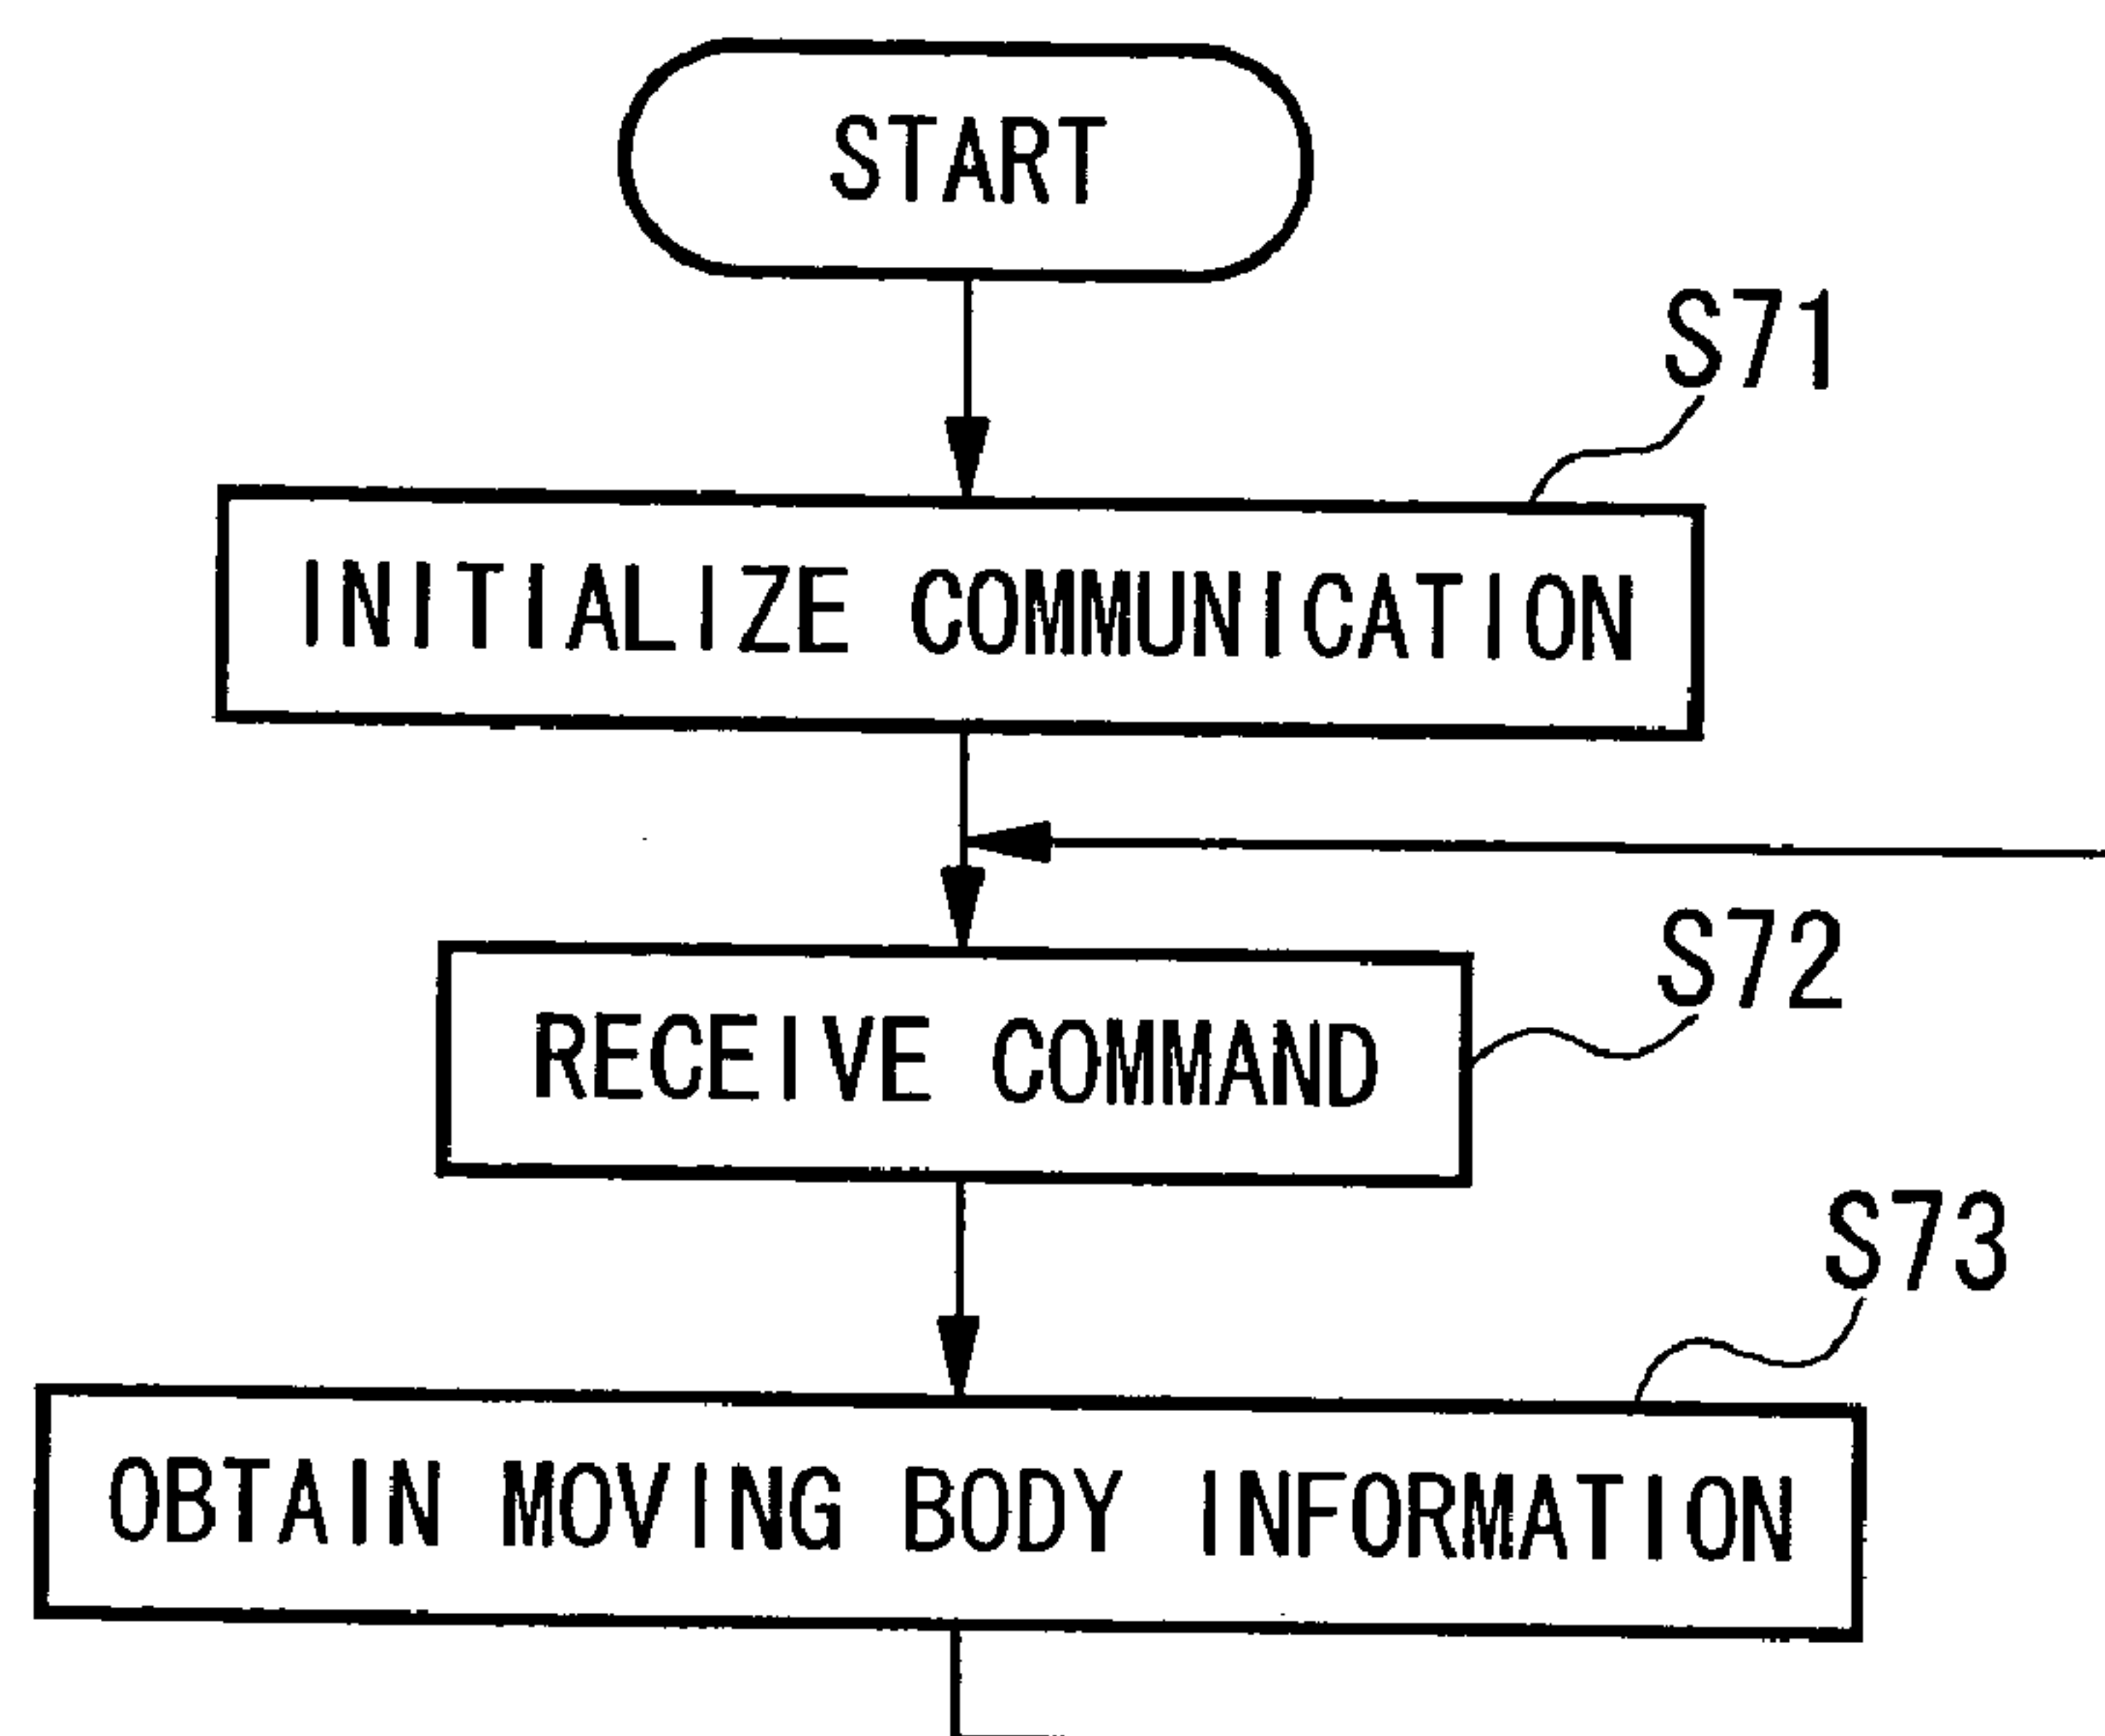 START
S71
INITIALIZE COMMUNICATION
S72
RECEIVE COMMAND
S73
OBTAIN MOVING BODY INFORMATION